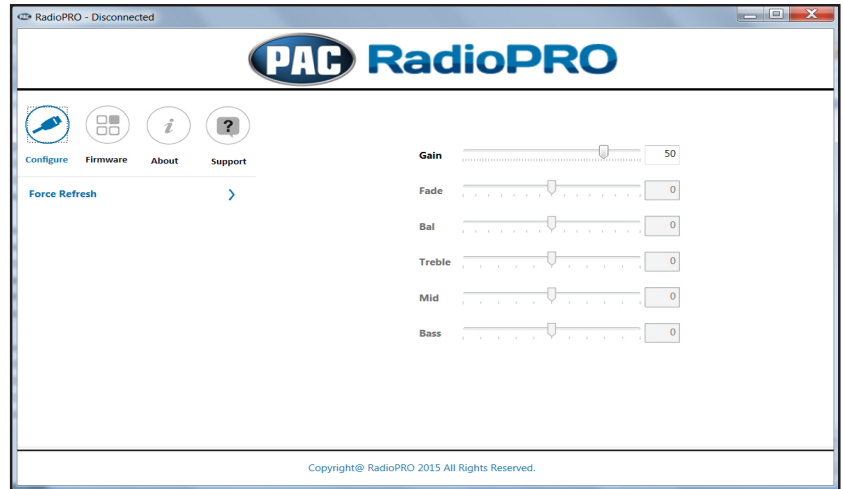 RadioPRO - Disconnected
PAC RadioPRO
Configure Firmware About Support
Force Refresh
Gain 50
Fade 0
Bal 0
Treble 0
Mid 0
Bass 0
Copyright@ RadioPRO 2015 All Rights Reserved.